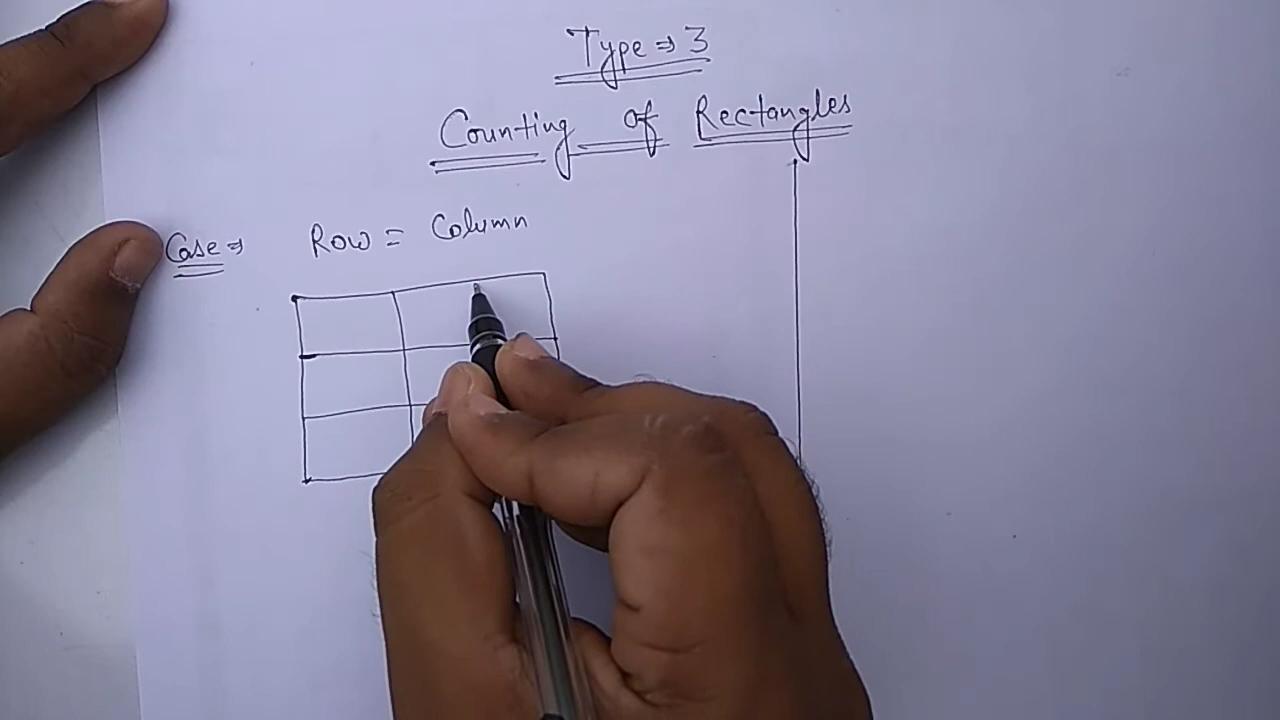 Type ⇒ 3
Counting of Rectangles
Case ⇒ Row = Column